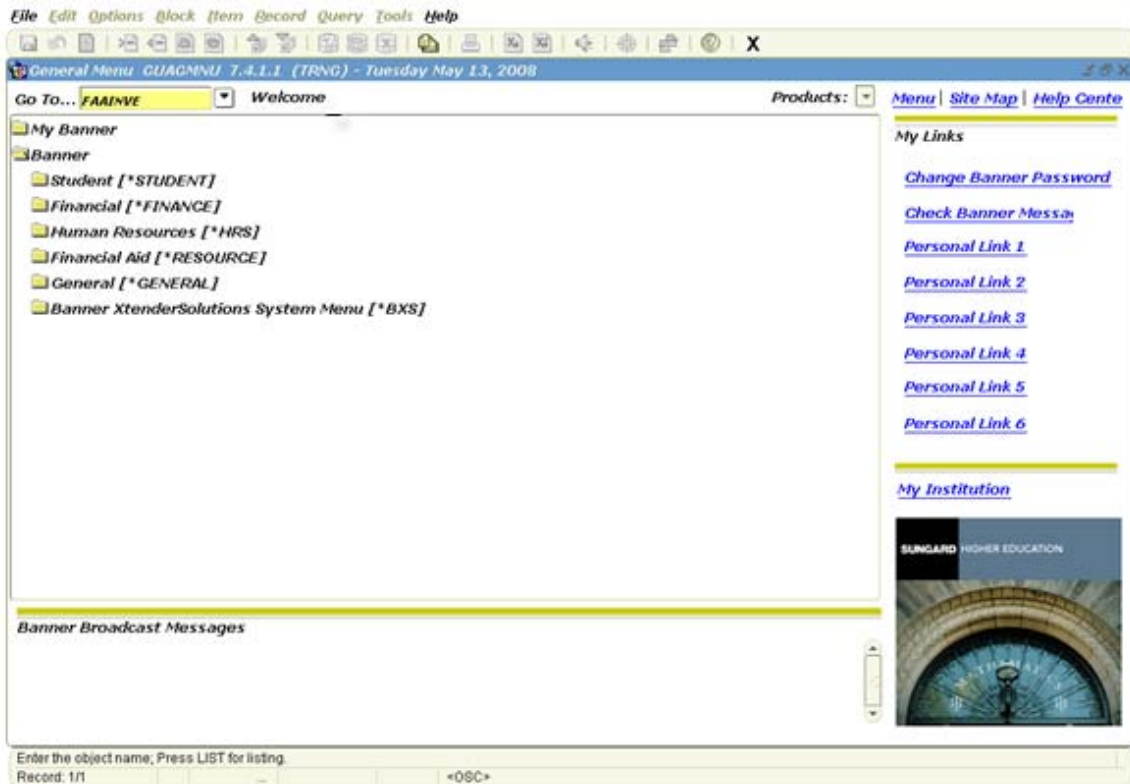 File Edit Options Block Item Record Query Tools Help
X
General Menu GUAGMNU 7.4.1.1 (TRNG) - Tuesday May 13, 2008
Go To... FAAINVE Welcome Products: Menu | Site Map | Help Cente
My Banner
Banner
Student [*STUDENT]
Financial [*FINANCE]
Human Resources [*HRS]
Financial Aid [*RESOURCE]
General [*GENERAL]
Banner XtenderSolutions System Menu [*BXS]
My Links
Change Banner Password
Check Banner Messa
Personal Link 1
Personal Link 2
Personal Link 3
Personal Link 4
Personal Link 5
Personal Link 6
My Institution
SUNGARD HIGHER EDUCATION
Banner Broadcast Messages
Enter the object name; Press LIST for listing.
Record: 1/1 ... <OSC>